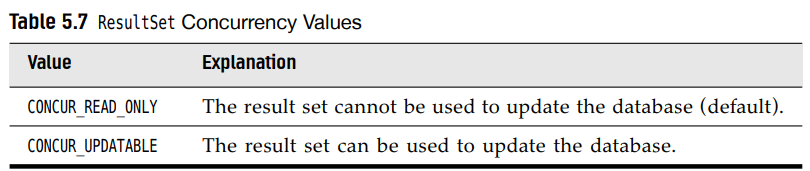 Table 5.7 ResultSet Concurrency Values
Value Explanation
CONCUR_READ_ONLY The result set cannot be used to update the database (default).
CONCUR_UPDATABLE The result set can be used to update the database.